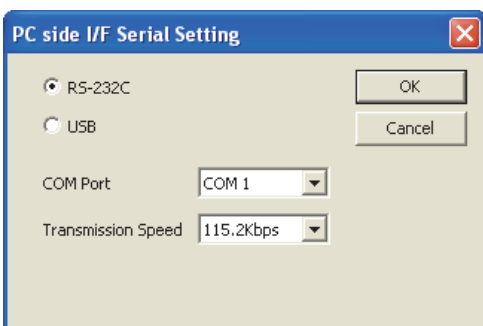 PC side I/F Serial Setting
RS-232C
OK
USB
Cancel
COM Port
COM 1
Transmission Speed
115.2Kbps